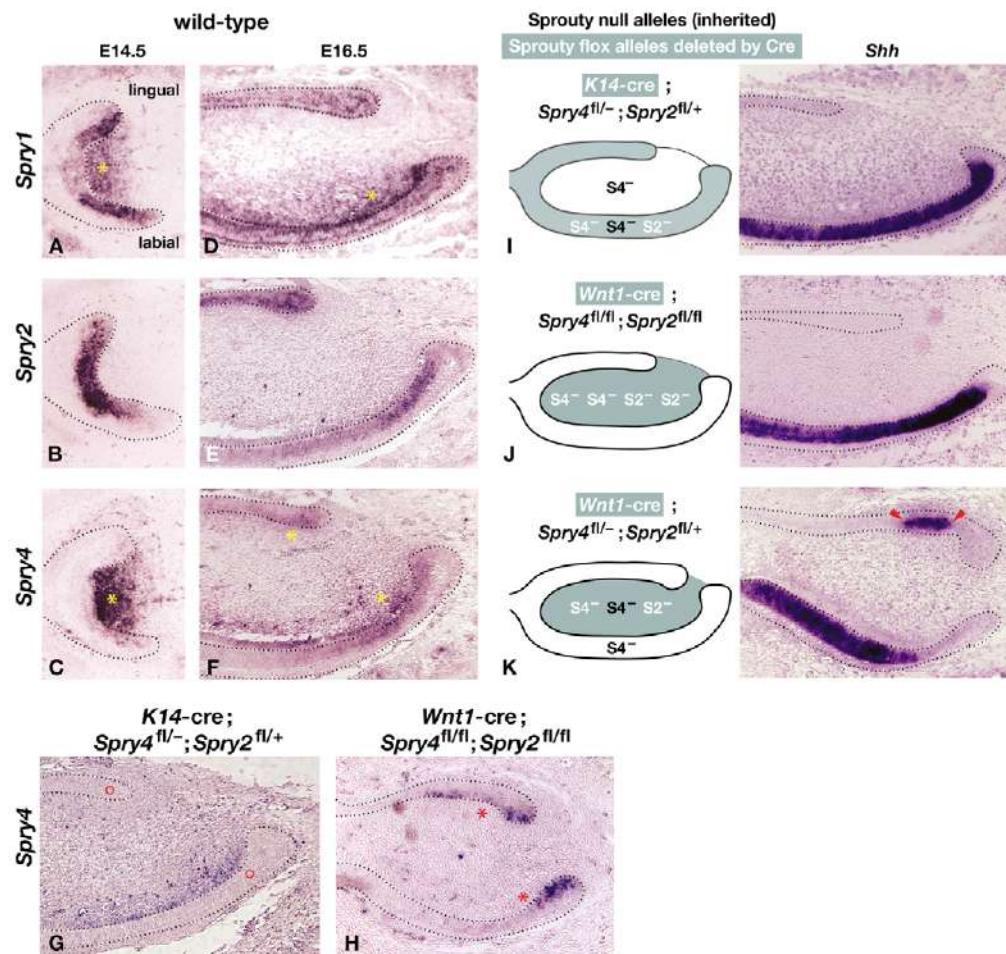 wild-type
E14.5
E16.5
Spry1
lingual
*
labial
A
*
D
Spry2
B
E
Spry4
*
C
*
*
F
Sprouty null alleles (inherited)
Sprouty flox alleles deleted by Cre
Shh
K14-cre ;
Spry4fl/–; Spry2fl/+
S4–
S4– S4– S2–
I
Wnt1-cre ;
Spry4fl/fl; Spry2fl/fl
S4– S4– S2– S2–
J
Wnt1-cre ;
Spry4fl/–; Spry2fl/+
S4– S4– S2–
S4–
K
K14-cre;
Spry4fl/–; Spry2fl/+
Wnt1-cre;
Spry4fl/fl; Spry2fl/fl
Spry4
G
*
*
H